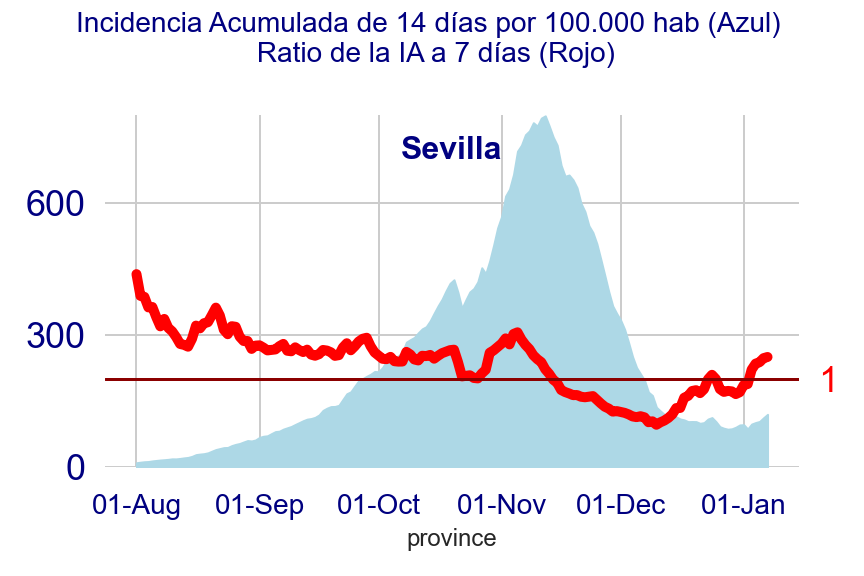 Incidencia Acumulada de 14 días por 100.000 hab (Azul)
Ratio de la IA a 7 días (Rojo)
Sevilla
600
300
1
0
01-Aug 01-Sep 01-Oct 01-Nov 01-Dec 01-Jan
province